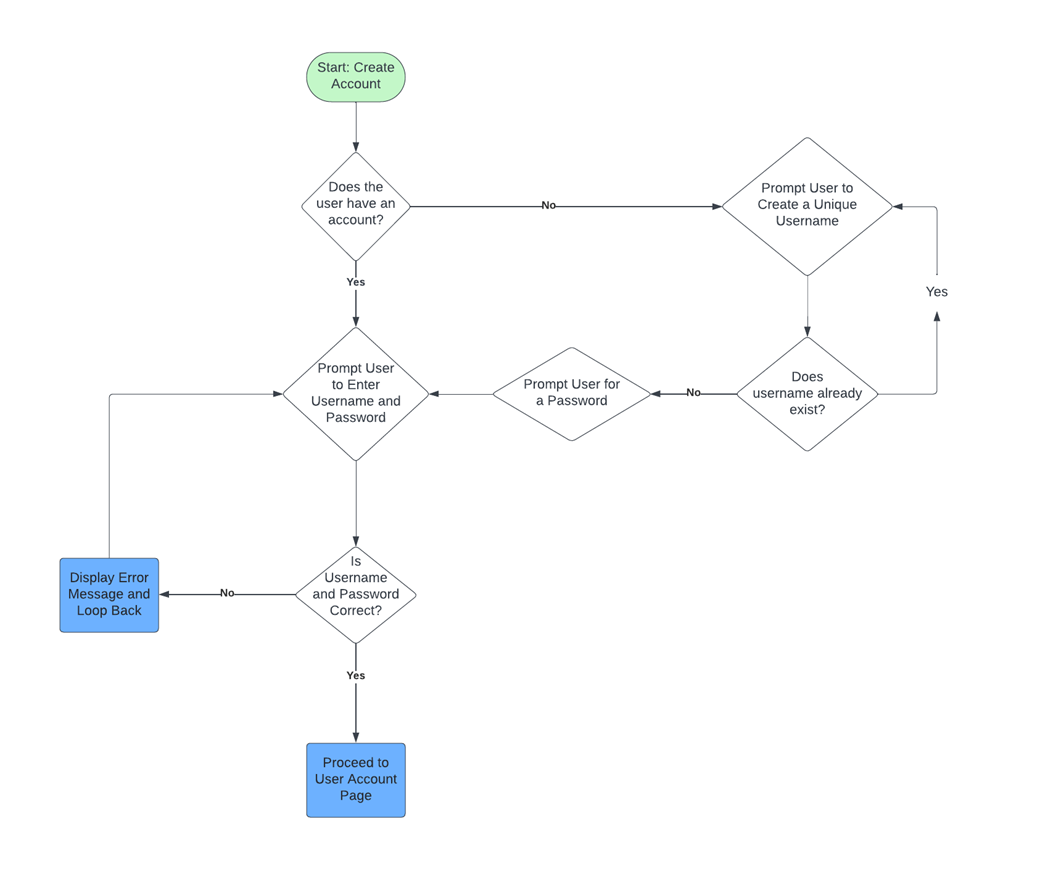 Start: Create
Account
Does the
user have an
account?
No
Prompt User to
Create a Unique
Username
Yes
Yes
Prompt User
to Enter
Username and
Password
Prompt User for
a Password
No
Does
username already
exist?
Is
Username
and Password
Correct?
No
Display Error
Message and
Loop Back
Yes
Proceed to
User Account
Page